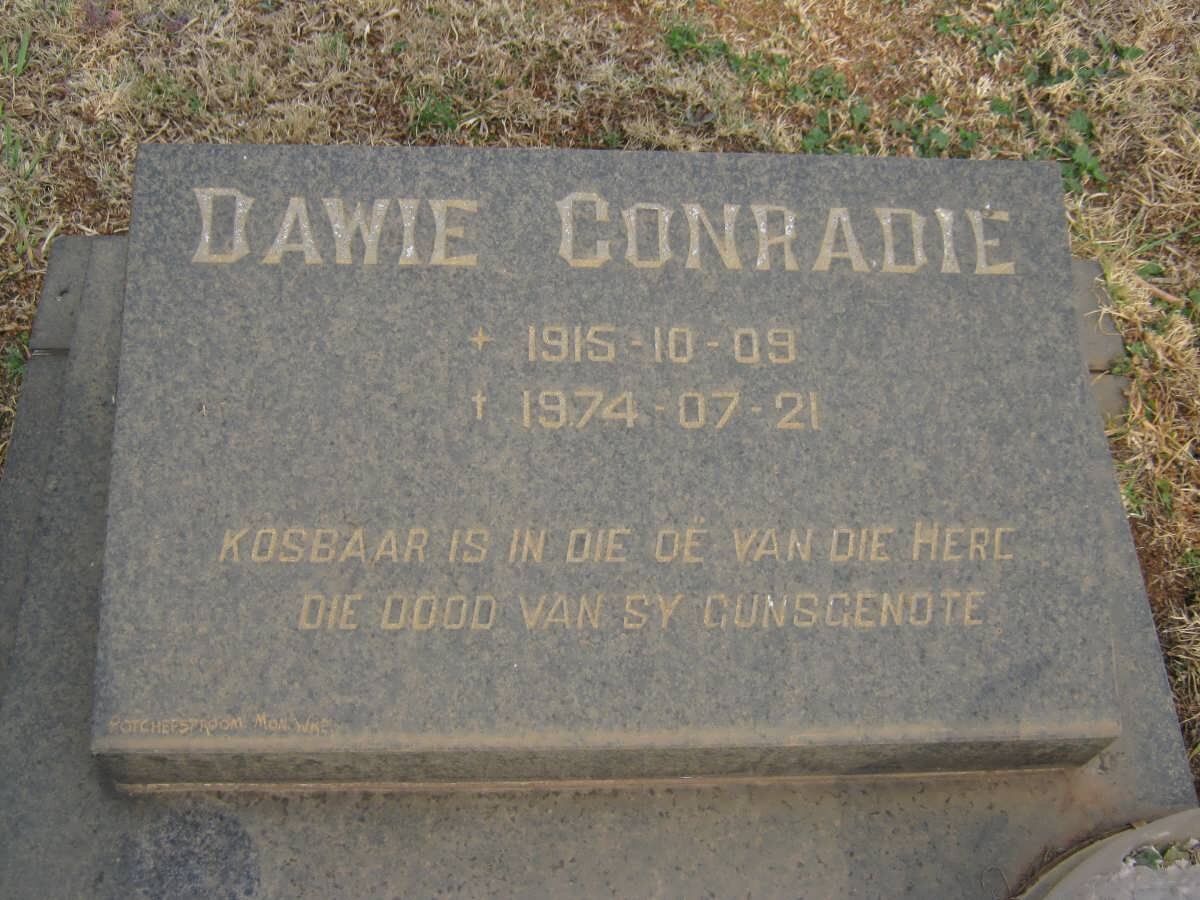 DAWIE CONRADIE
+ 1915-10-09
† 1974-07-21
KOSBAAR IS IN DIE OË VAN DIE HERE
DIE DOOD VAN SY GUNSGENOTE
POTCHEFSTROOM MON. WKE.